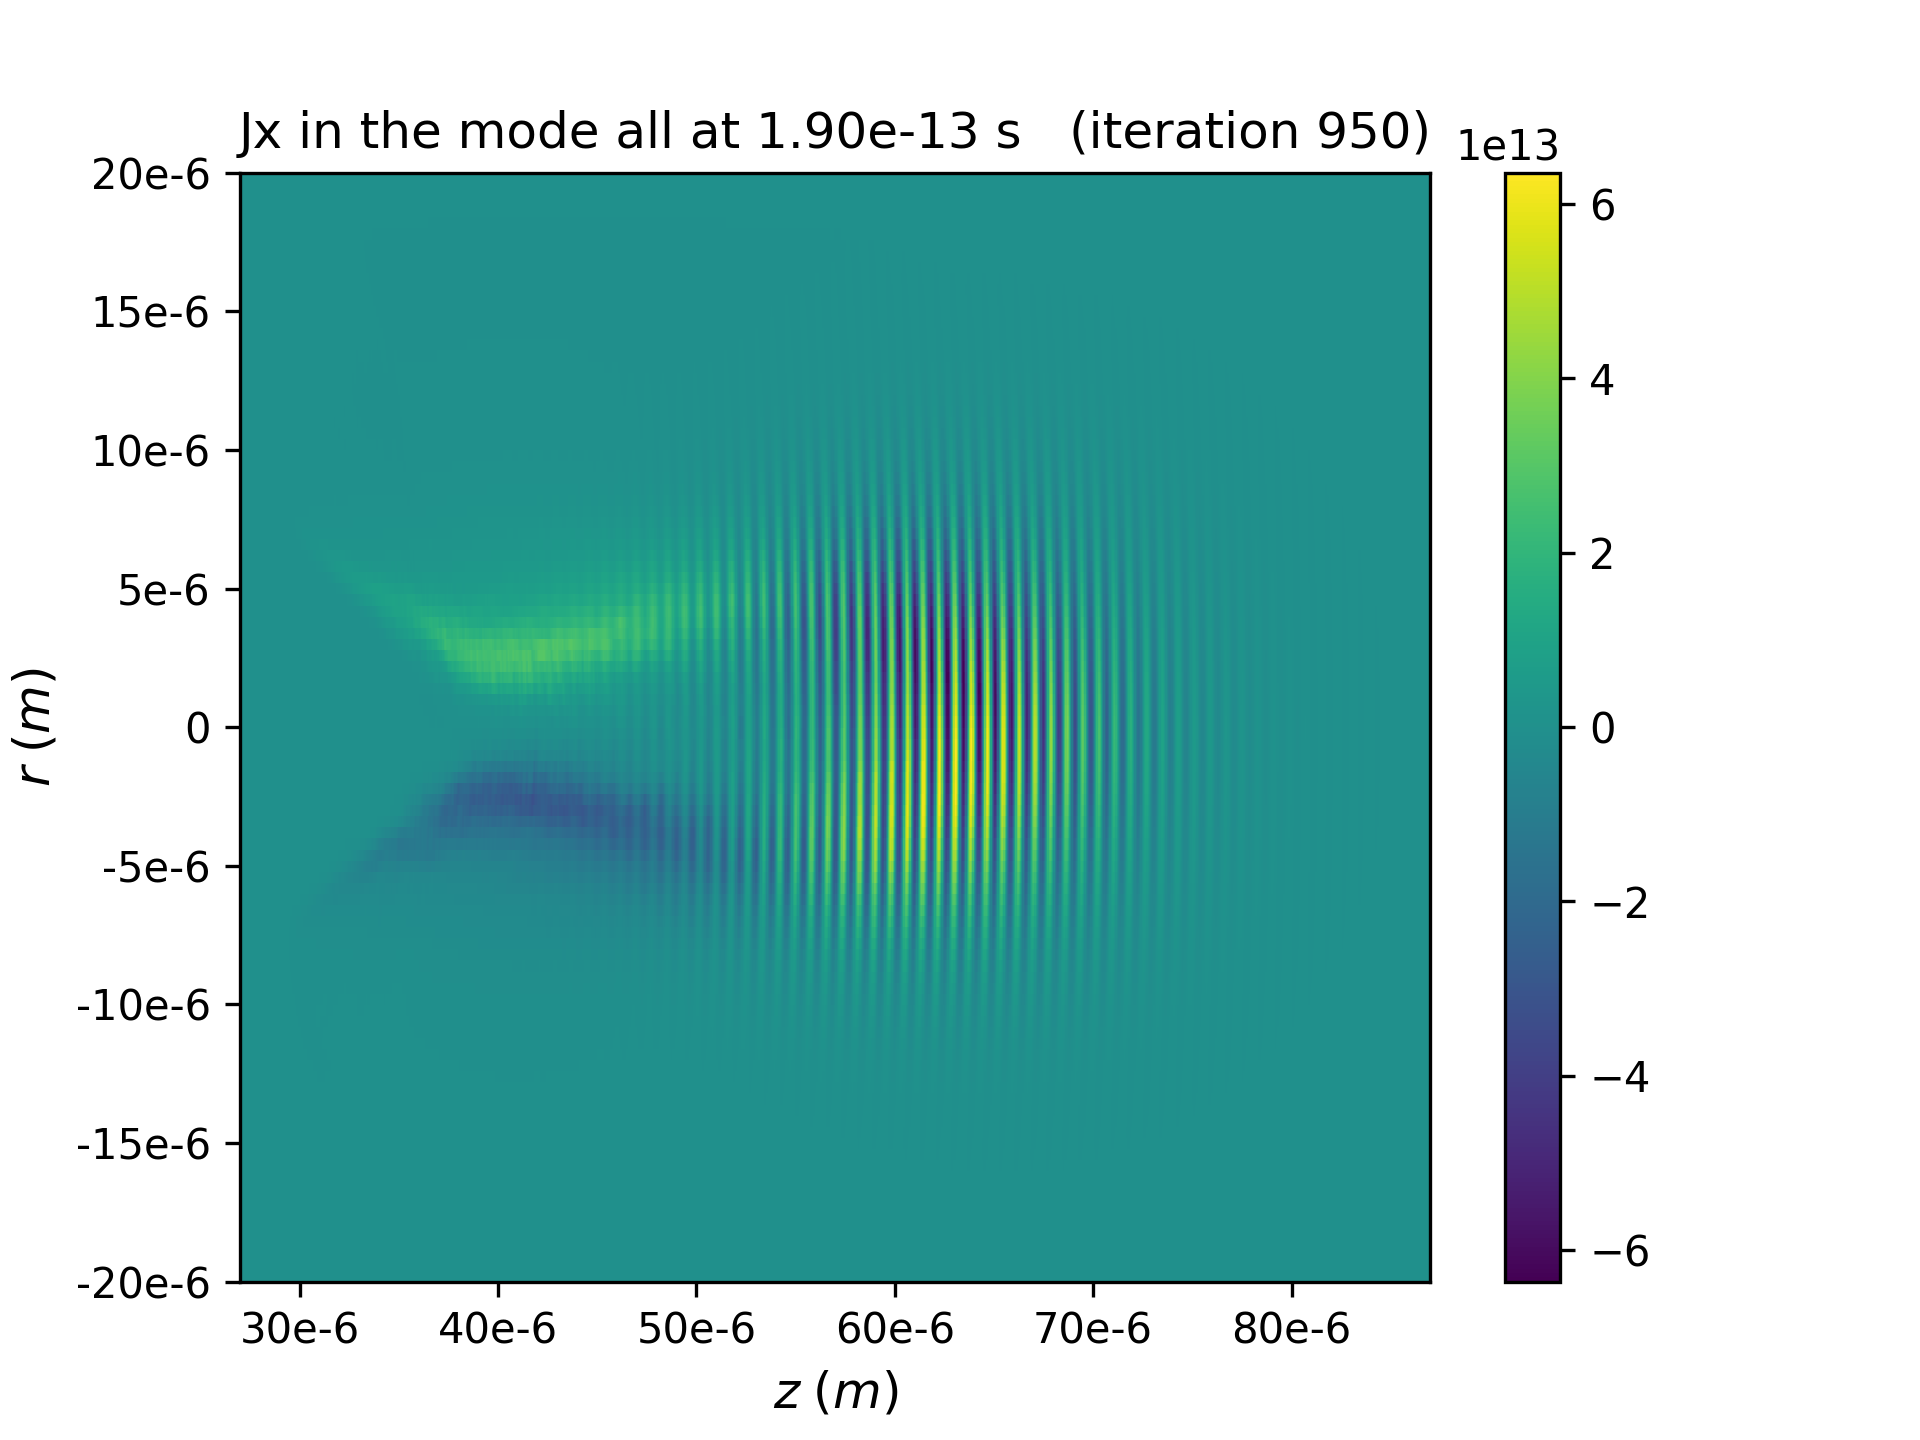 Jx in the mode all at 1.90e-13 s   (iteration 950)
1e13
20e-6
15e-6
10e-6
5e-6
0
-5e-6
-10e-6
-15e-6
-20e-6
r (m)
30e-6 40e-6 50e-6 60e-6 70e-6 80e-6
z (m)
6
4
2
0
−2
−4
−6